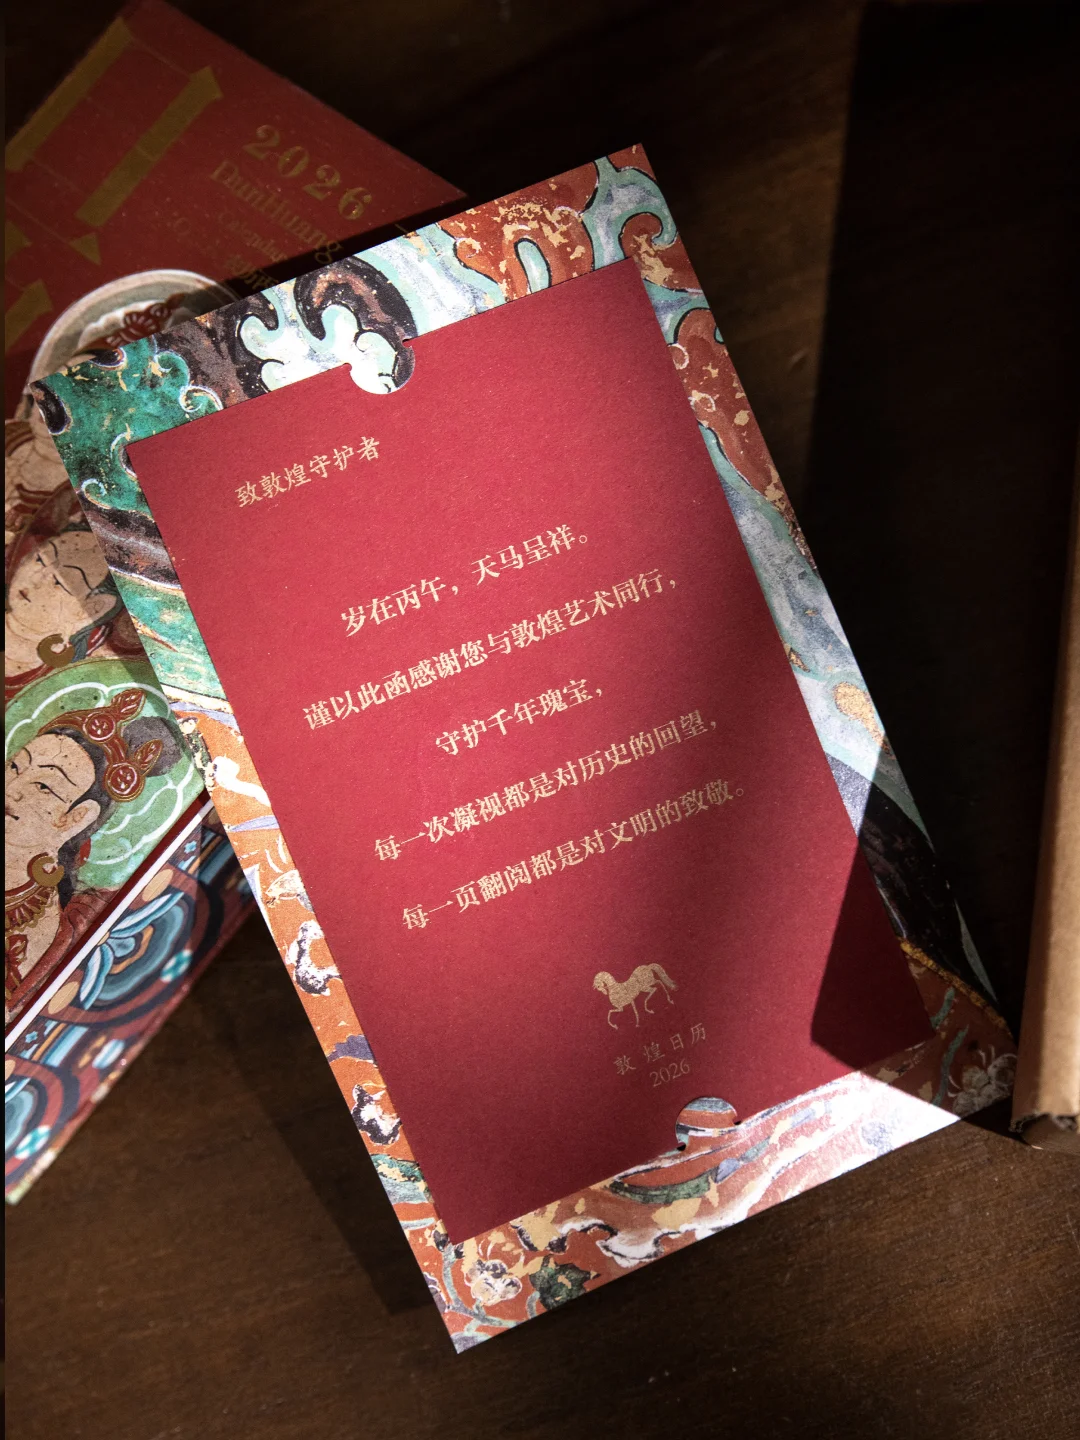 2026
DunHuang
Calendar
致敦煌守护者
岁在丙午，天马呈祥。
谨以此函感谢您与敦煌艺术同行，
守护千年瑰宝，
每一次凝视都是对历史的回望，
每一页翻阅都是对文明的致敬。
敦煌日历
2026